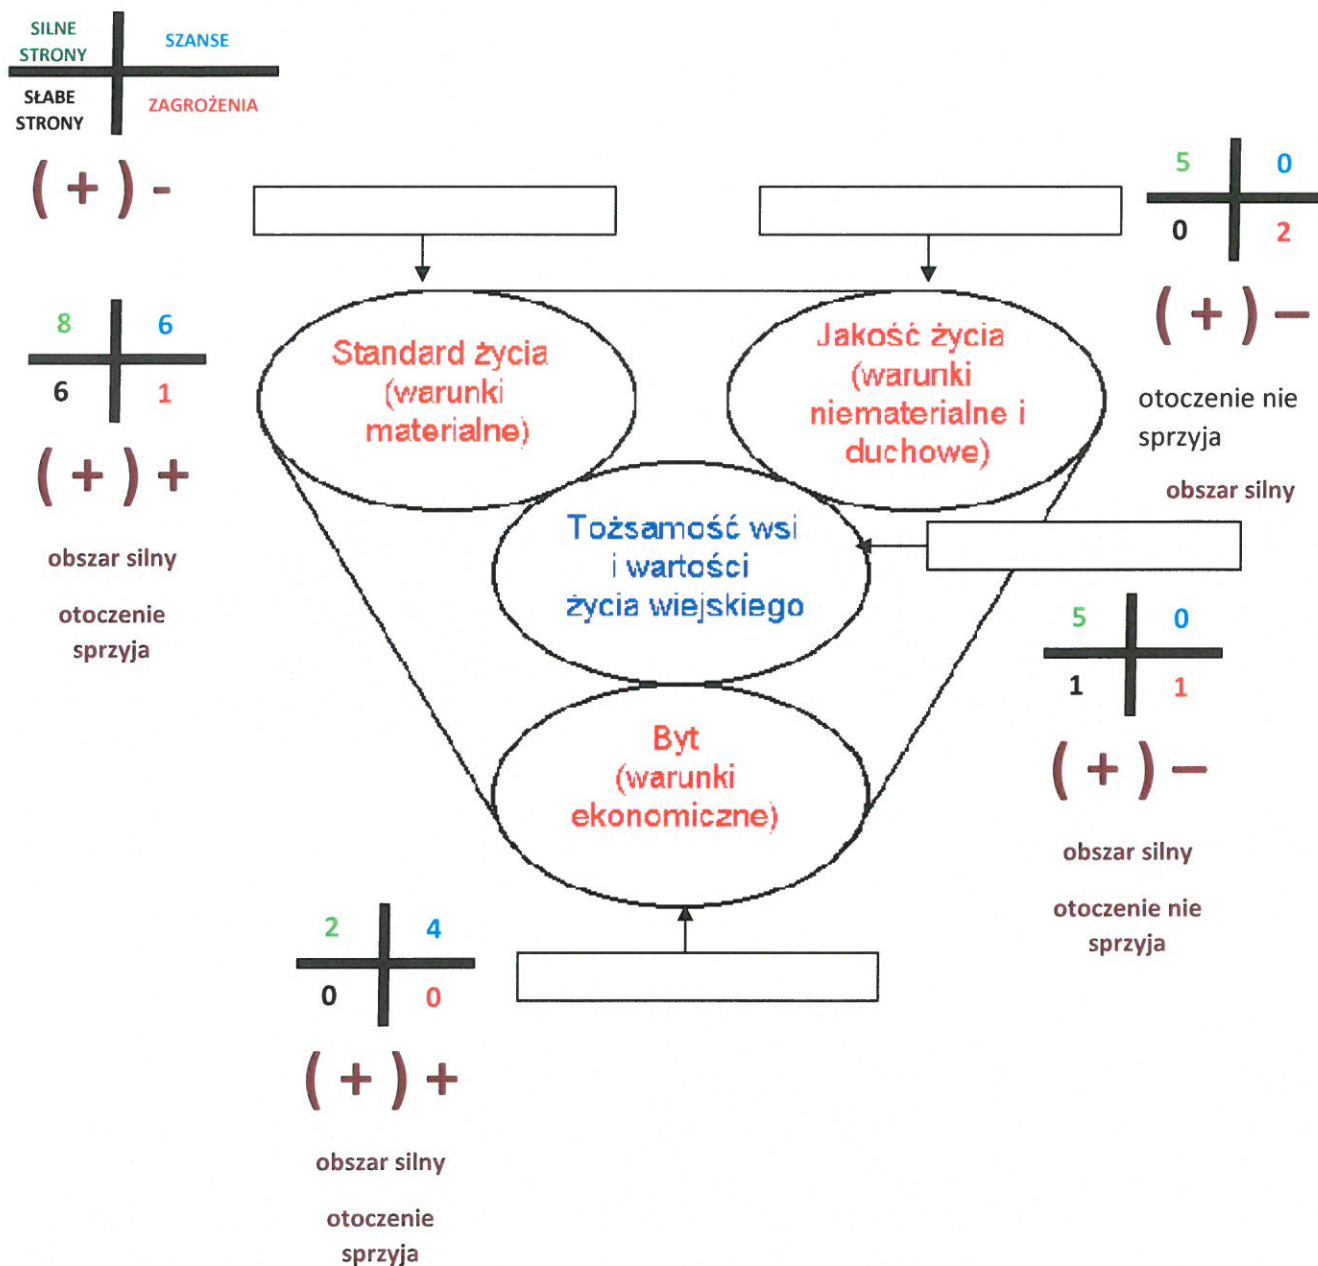 SILNE
STRONY
SZANSE
SŁABE
STRONY
ZAGROŻENIA
( + ) -
5
0
0
2
( + ) –
otoczenie nie
sprzyja
obszar silny
8
6
6
1
( + ) +
obszar silny
otoczenie
sprzyja
Standard życia
(warunki
materialne)
Jakość życia
(warunki
niematerialne i
duchowe)
Tożsamość wsi
i wartości
życia wiejskiego
5
0
1
1
( + ) –
obszar silny
otoczenie nie
sprzyja
Byt
(warunki
ekonomiczne)
2
4
0
0
( + ) +
obszar silny
otoczenie
sprzyja